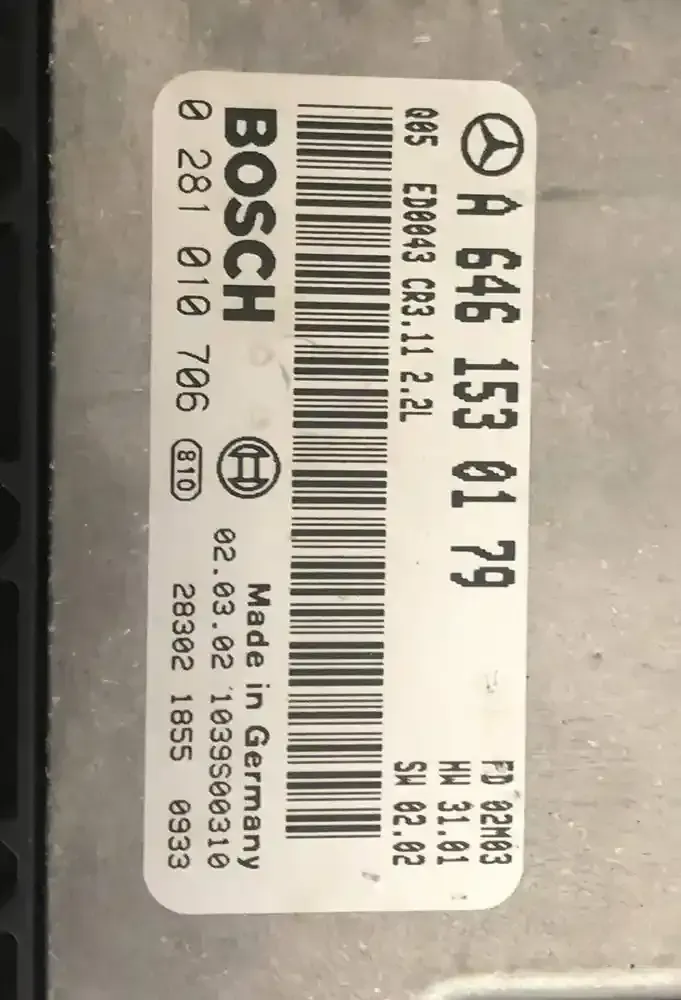 A 646 153 01 79
FD 02M03
HW 31.01
Q05 ED0043 CR3.11 2.2L
SW 02.02
BOSCH
Made in Germany
02.03.02 1039S00310
0 281 010 706
810
28302 1855 0933